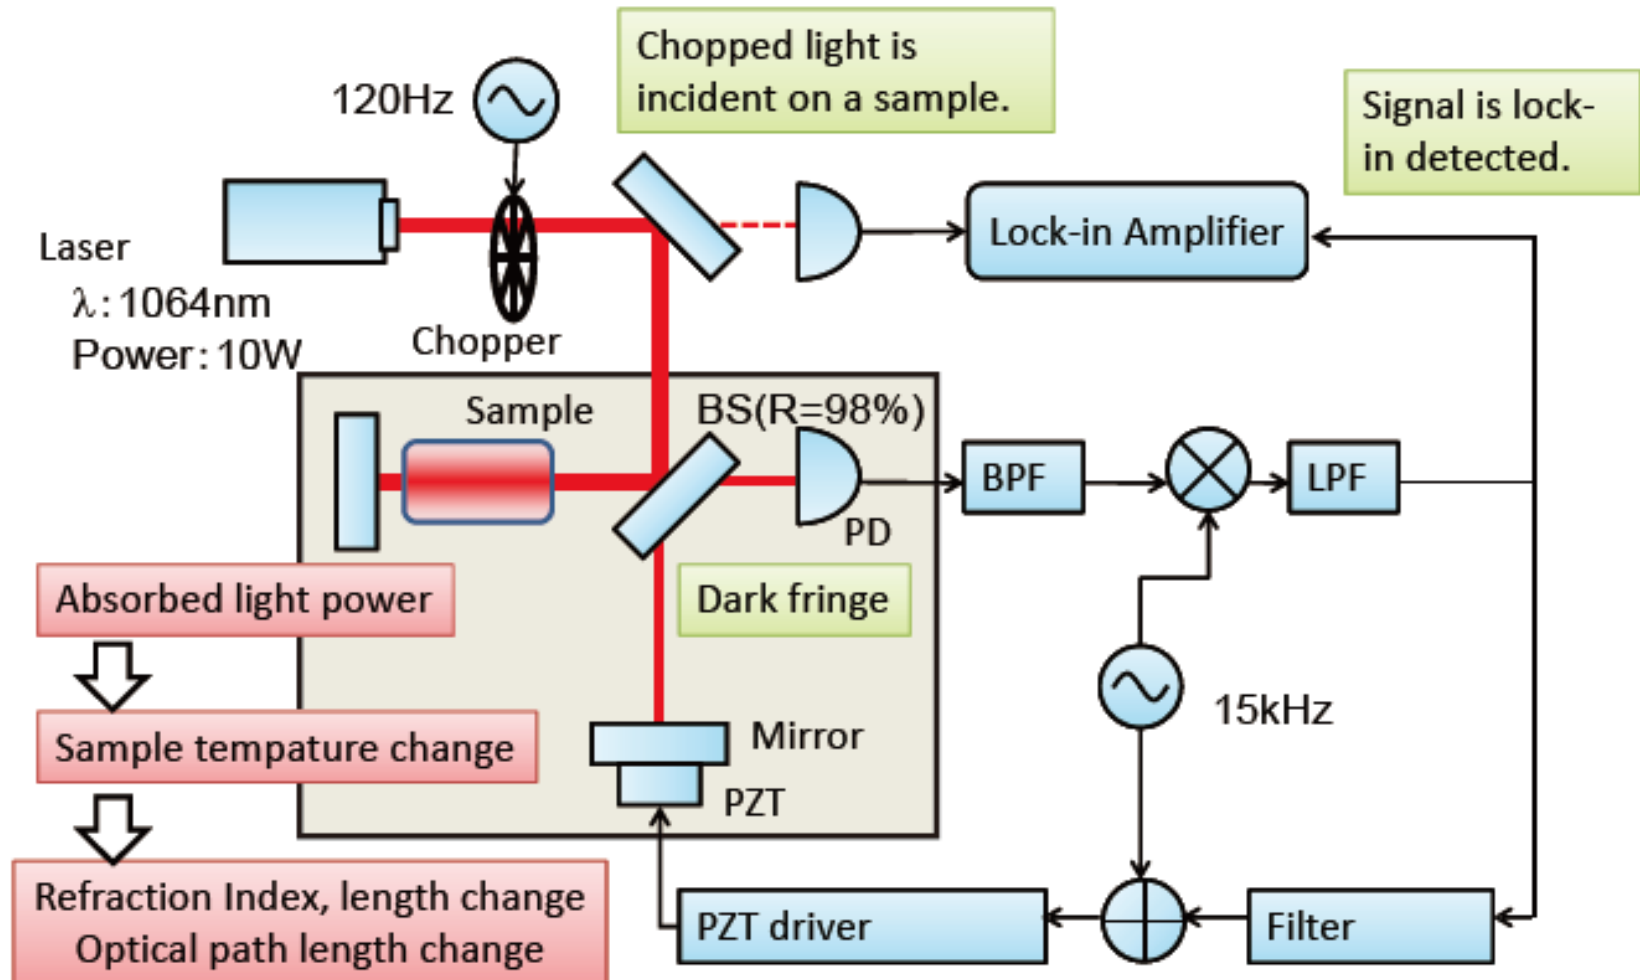 Chopped light is
incident on a sample.
120Hz
Signal is lock-
in detected.
Laser
λ: 1064nm
Power: 10W
Chopper
Lock-in Amplifier
Sample
BS(R=98%)
PD
BPF
LPF
Absorbed light power
Dark fringe
Sample tempature change
Mirror
PZT
15kHz
Refraction Index, length change
Optical path length change
PZT driver
Filter